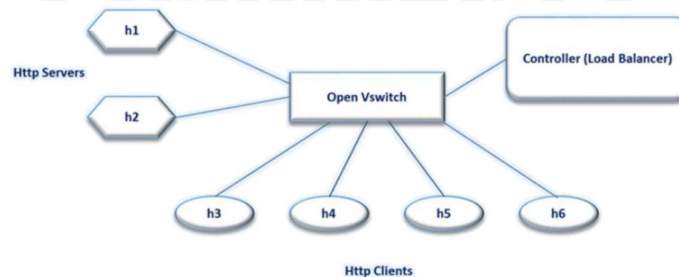 h1
Http Servers
Controller (Load Balancer)
Open Vswitch
h2
h3 h4 h5 h6
Http Clients